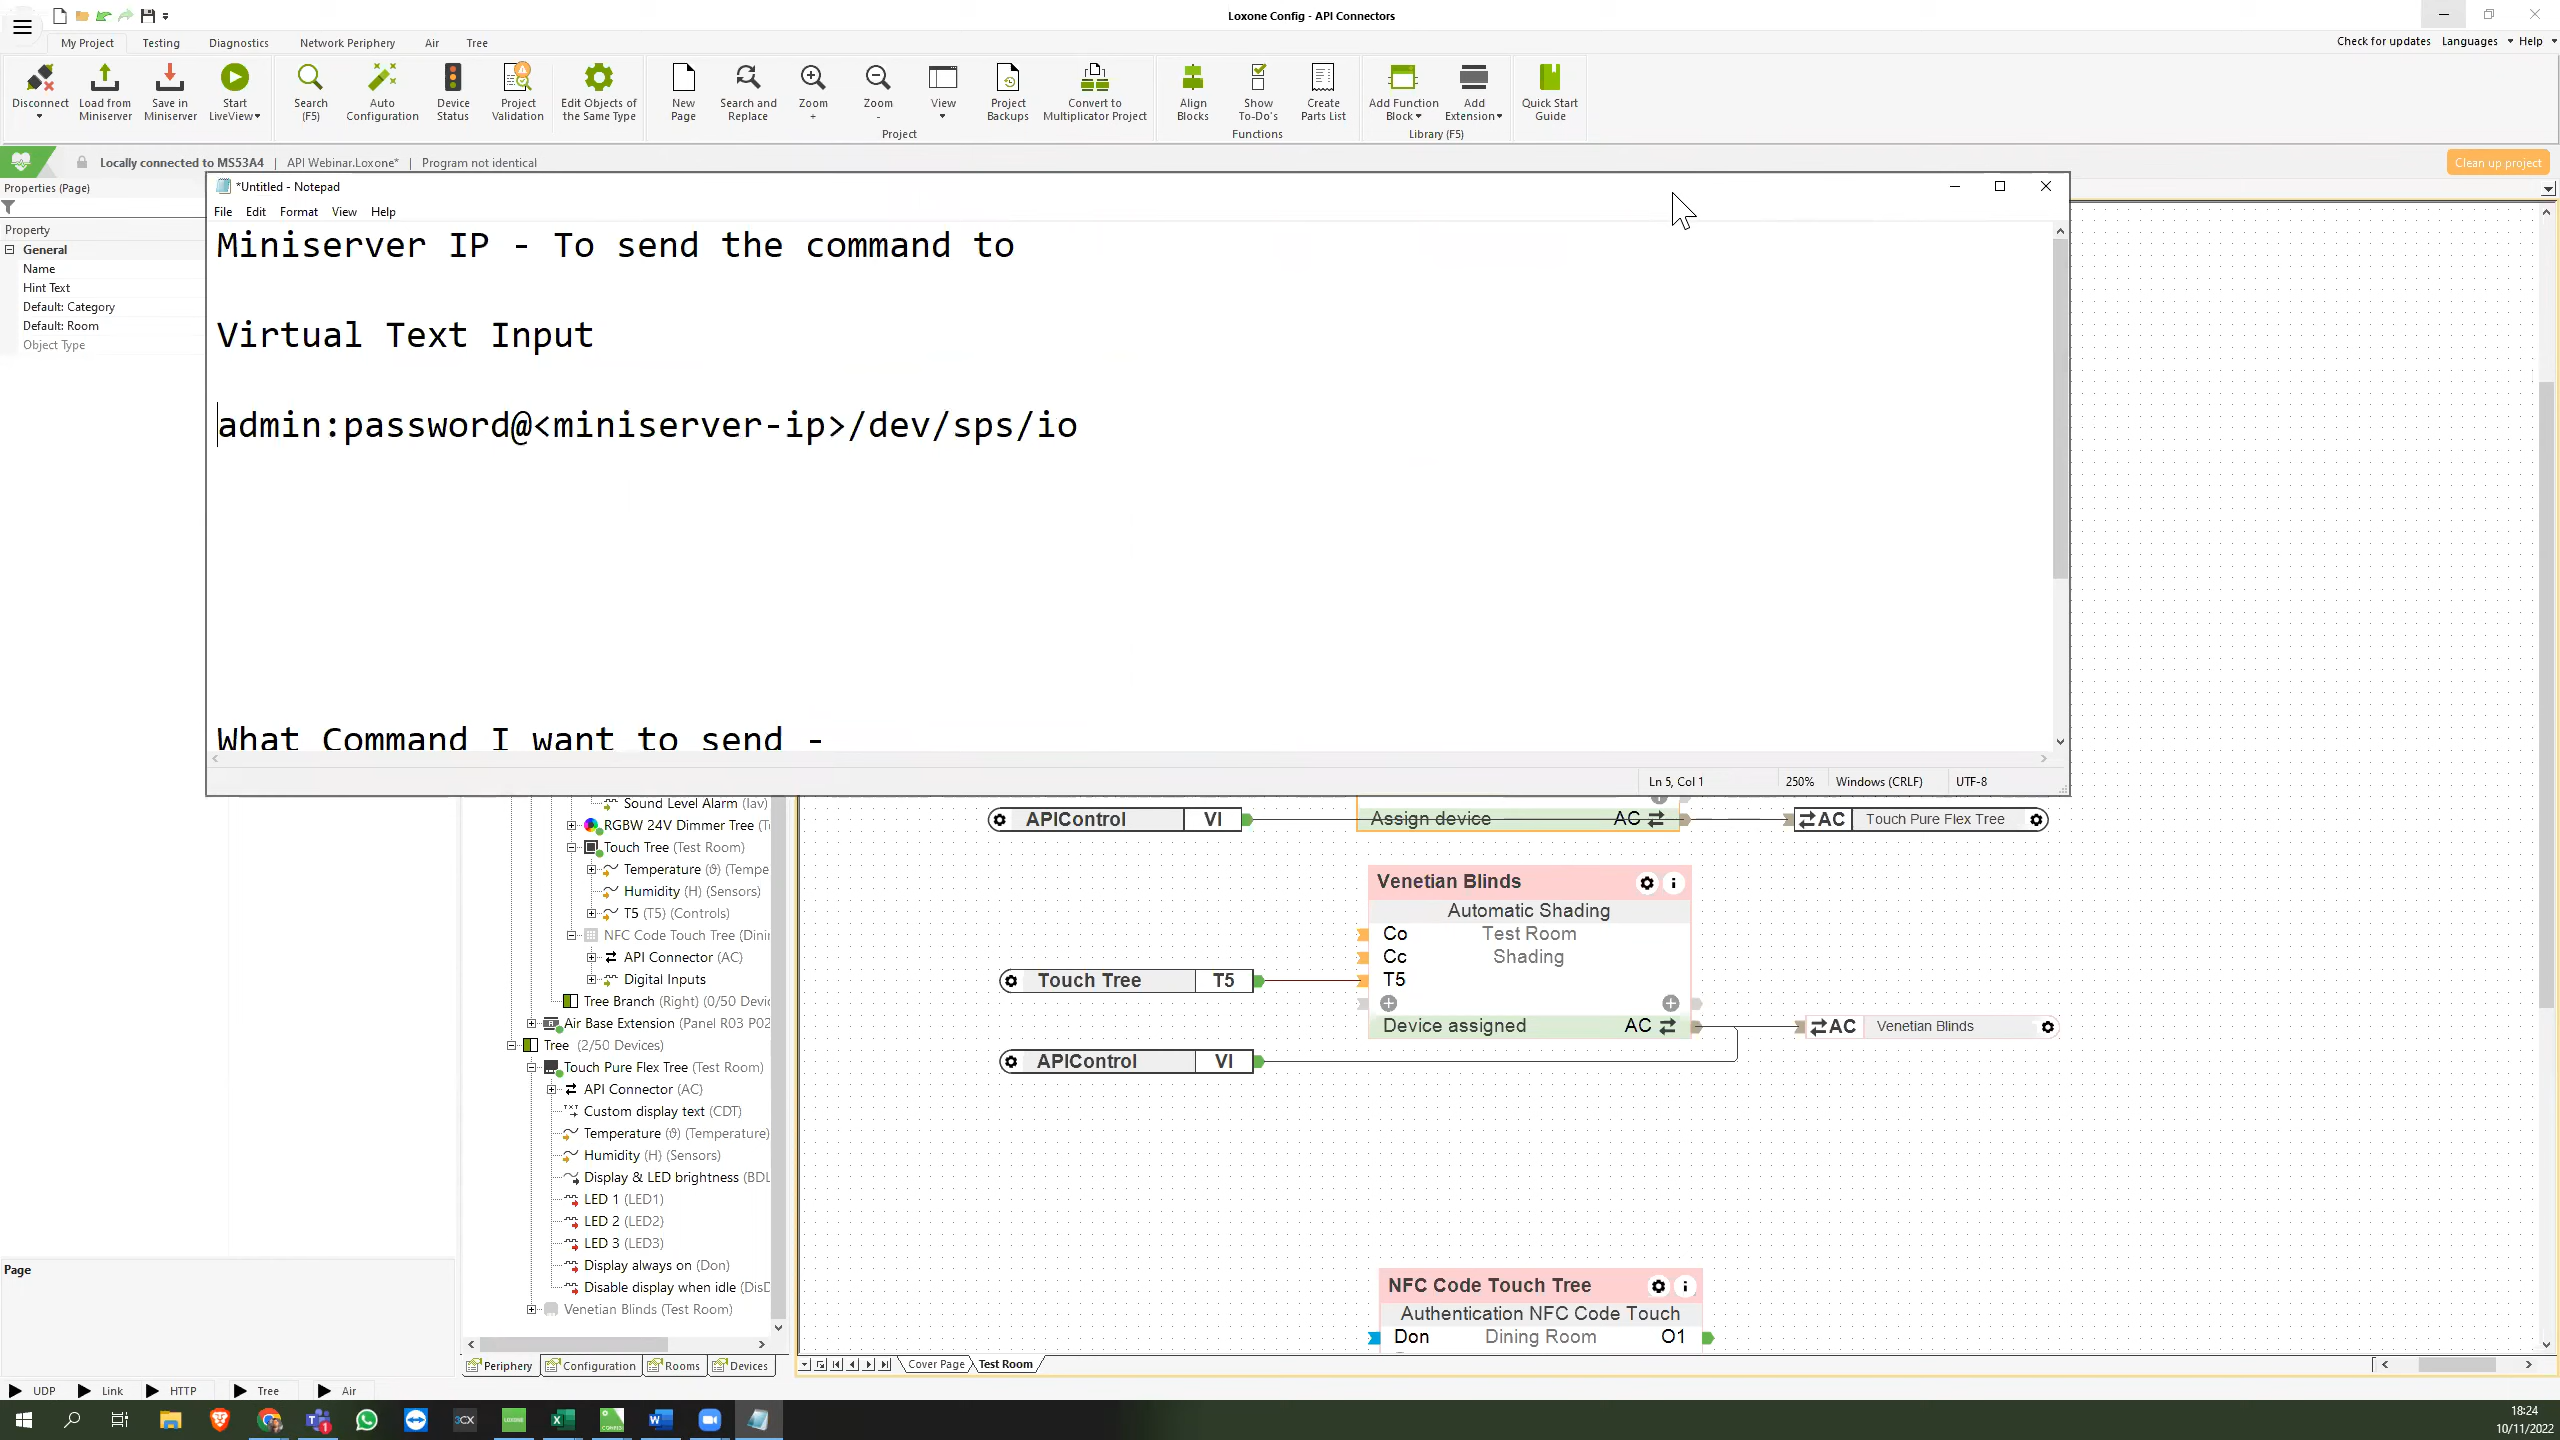 Loxone Config - API Connectors
My Project Testing Diagnostics Network Periphery Air Tree
Check for updates Languages Help
Disconnect
Load from Miniserver
Save in Miniserver
Start LiveView
Search (F5)
Auto Configuration
Device Status
Project Validation
Edit Objects of the Same Type
New Page
Search and Replace
Zoom +
Zoom -
View
Project Backups
Convert to Multiplicator Project
Align Blocks
Show To-Do's
Create Parts List
Add Function Block
Add Extension
Quick Start Guide
Project
Functions
Library (F5)
Locally connected to MS53A4 | API Webinar.Loxone* | Program not identical
Clean up project
Properties (Page)
Property
General
Name
Hint Text
Default: Category
Default: Room
Object Type
*Untitled - Notepad
File Edit Format View Help
Miniserver IP - To send the command to
Virtual Text Input
admin:password@<miniserver-ip>/dev/sps/io
What Command I want to send -
Ln 5, Col 1 250% Windows (CRLF) UTF-8
Sound Level Alarm (Iav)
RGBW 24V Dimmer Tree (T
Touch Tree (Test Room)
Temperature (ϑ) (Tempe
Humidity (H) (Sensors)
T5 (T5) (Controls)
NFC Code Touch Tree (Dinir
API Connector (AC)
Digital Inputs
Tree Branch (Right) (0/50 Devic
Air Base Extension (Panel R03 P02
Tree (2/50 Devices)
Touch Pure Flex Tree (Test Room)
API Connector (AC)
Custom display text (CDT)
Temperature (ϑ) (Temperature)
Humidity (H) (Sensors)
Display & LED brightness (BDL
LED 1 (LED1)
LED 2 (LED2)
LED 3 (LED3)
Display always on (Don)
Disable display when idle (DisD
Venetian Blinds (Test Room)
Periphery Configuration Rooms Devices
Page
APIControl VI
Assign device AC
AC Touch Pure Flex Tree
Venetian Blinds i
Automatic Shading
Co Test Room
Cc Shading
Touch Tree T5
T5
Device assigned AC
AC Venetian Blinds
APIControl VI
NFC Code Touch Tree i
Authentication NFC Code Touch
Don Dining Room O1
Cover Page Test Room
UDP Link HTTP Tree Air
3CX
LOXONE
CONFIG
1
18:24
10/11/2022